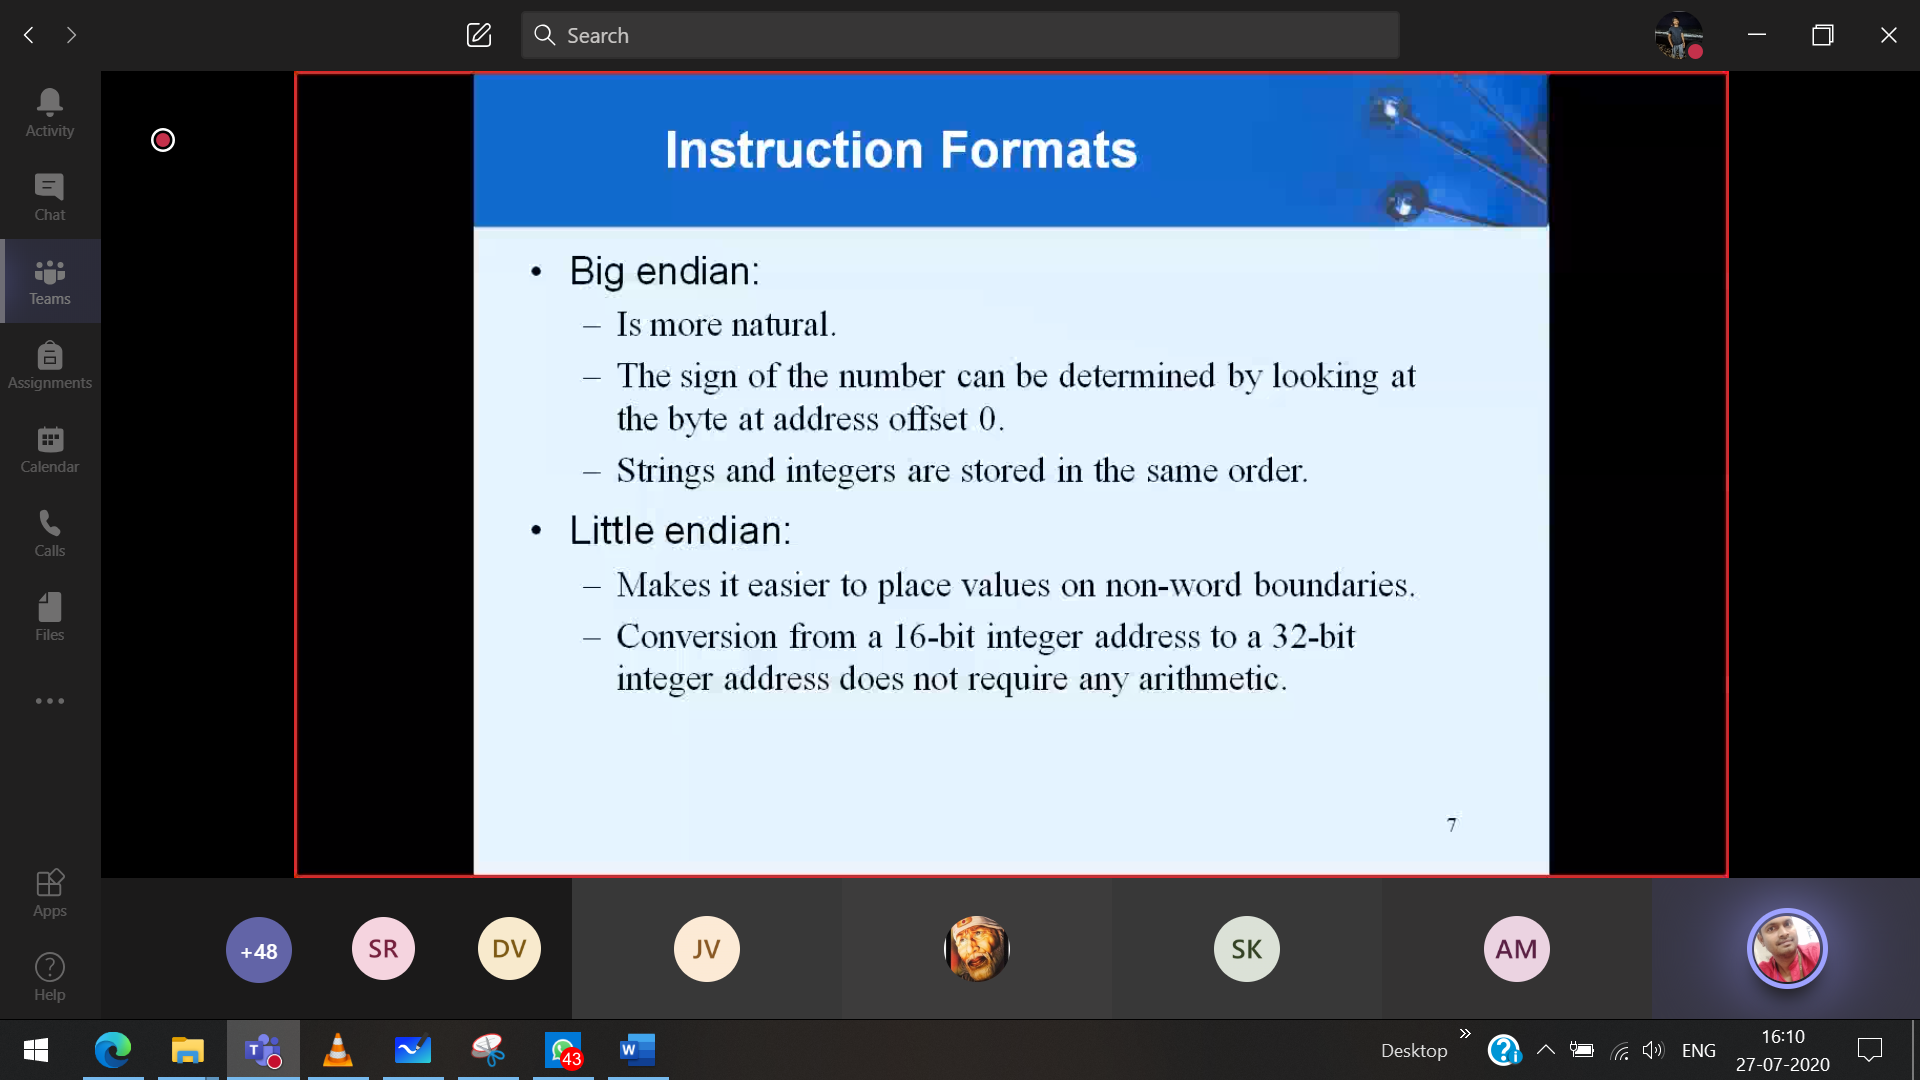 Search
Activity
Chat
Teams
Assignments
Calendar
Calls
Files
Apps
Help
Instruction Formats
• Big endian:
– Is more natural.
– The sign of the number can be determined by looking at
the byte at address offset 0.
– Strings and integers are stored in the same order.
• Little endian:
– Makes it easier to place values on non-word boundaries.
– Conversion from a 16-bit integer address to a 32-bit
integer address does not require any arithmetic.
7
+48
SR
DV
JV
SK
AM
T
43
W
Desktop
ENG
16:10
27-07-2020